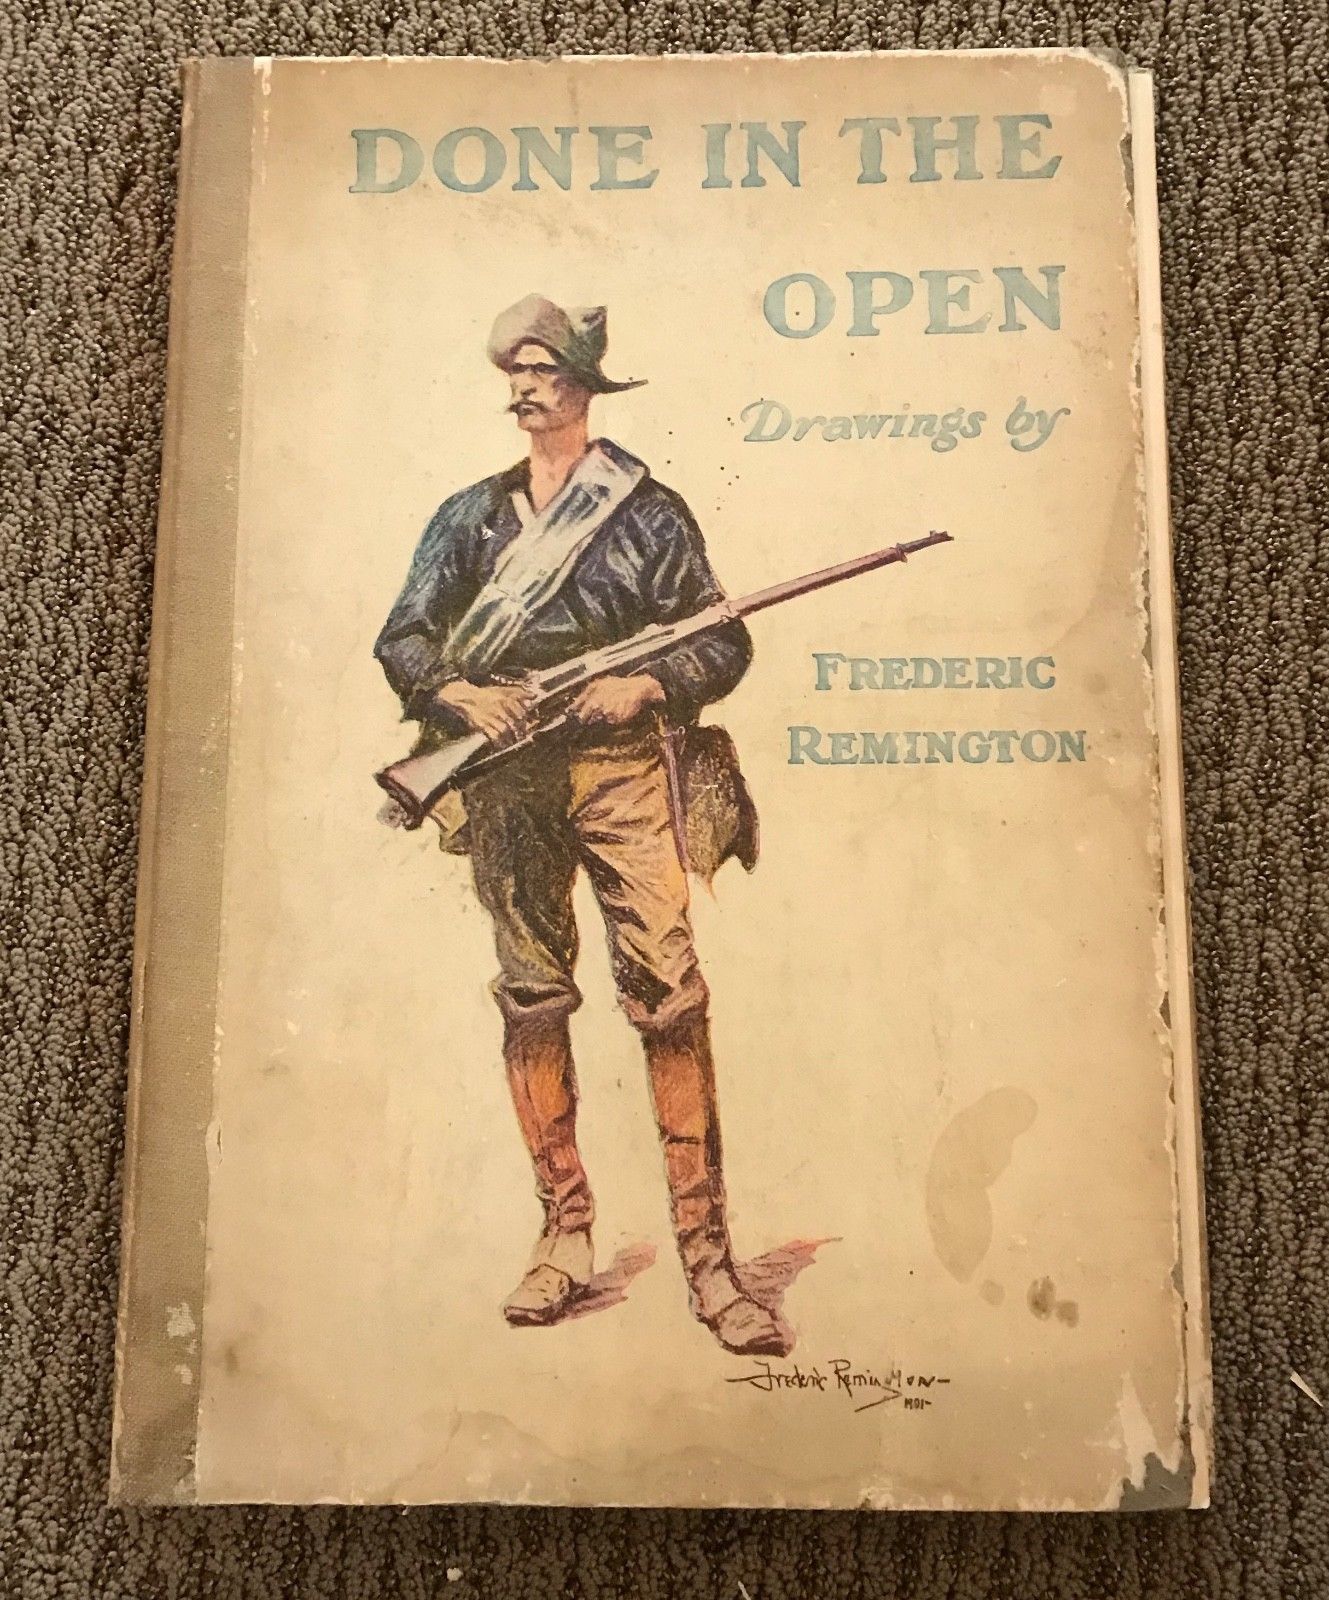 DONE IN THE
OPEN
Drawings by
FREDERIC
REMINGTON
Frederic Remington
1901